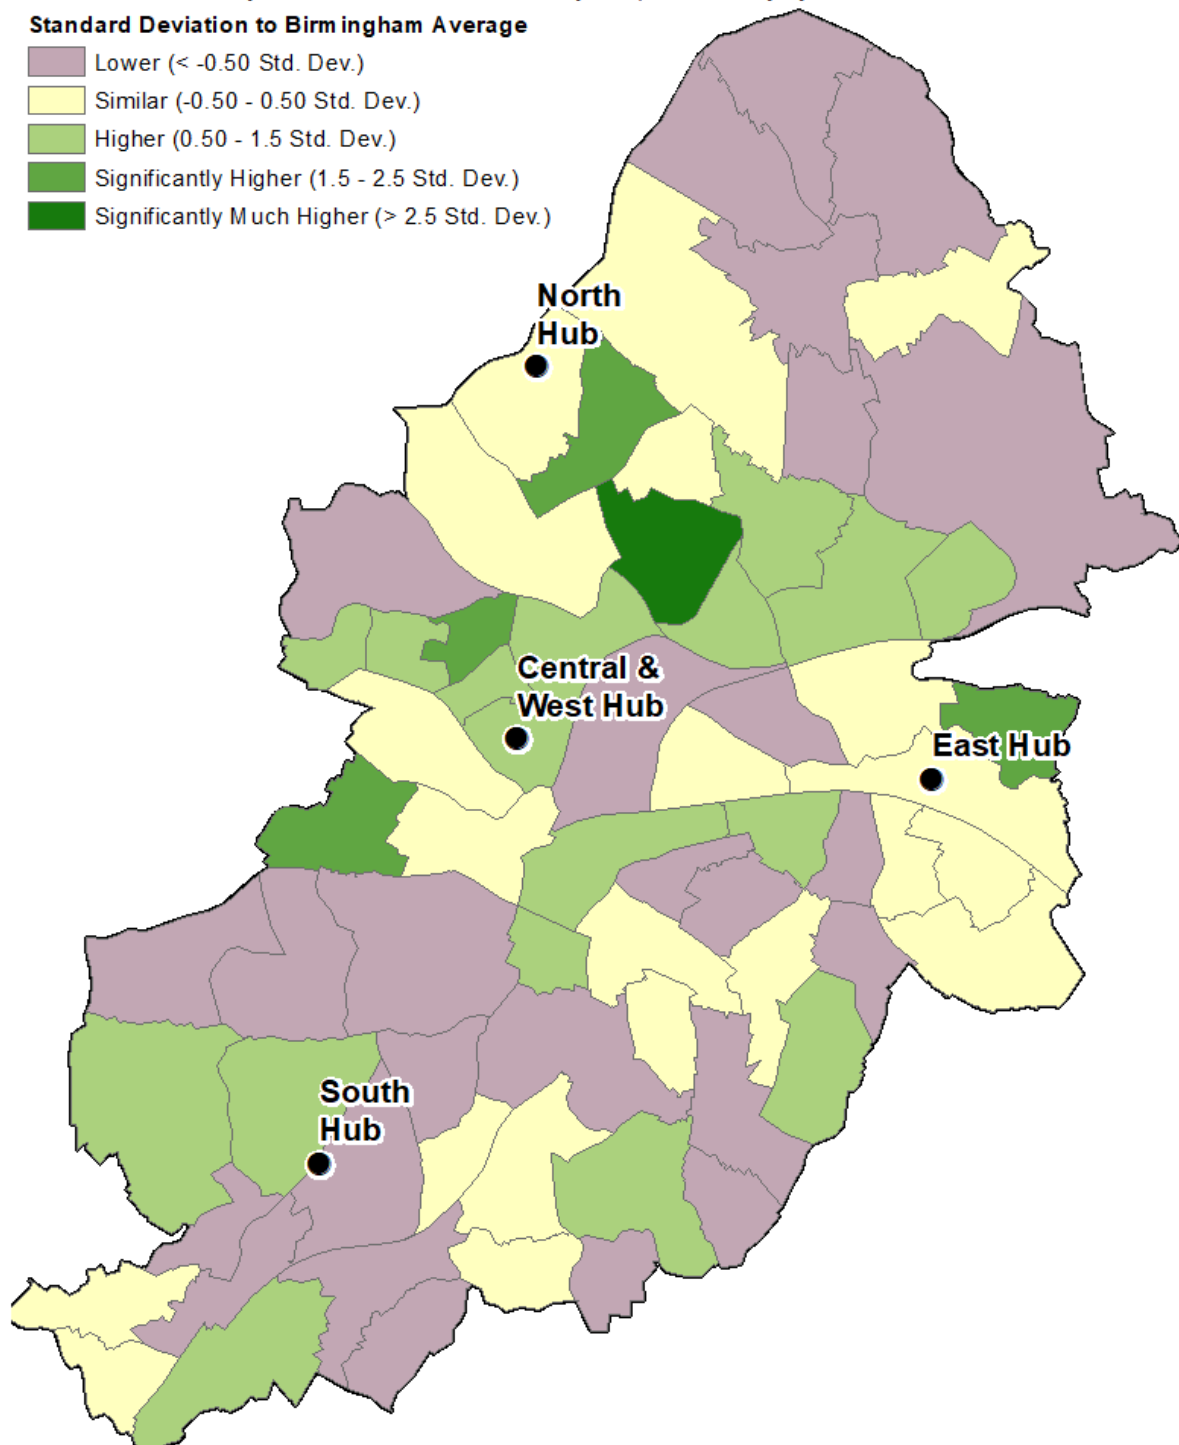 Standard Deviation to Birmingham Average
Lower (< -0.50 Std. Dev.)
Similar (-0.50 - 0.50 Std. Dev.)
Higher (0.50 - 1.5 Std. Dev.)
Significantly Higher (1.5 - 2.5 Std. Dev.)
Significantly Much Higher (> 2.5 Std. Dev.)
North
Hub
Central &
West Hub
East Hub
South
Hub